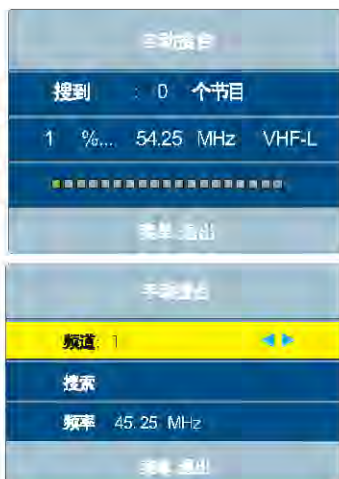 自动搜台
搜到 : 0 个节目
1 %... 54.25 MHz VHF-L
菜单 退出
手动搜台
频道: 1
搜索
频率 45.25 MHz
菜单 退出